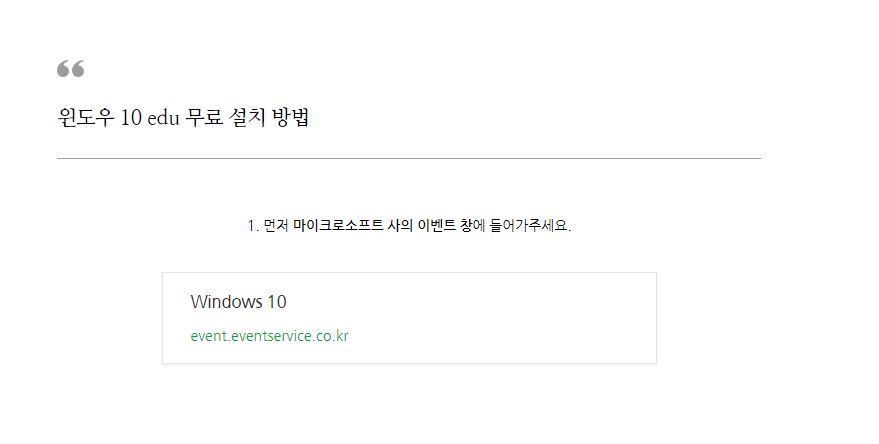 ❝
윈도우 10 edu 무료 설치 방법
1. 먼저 마이크로소프트 사의 이벤트 창에 들어가주세요.
Windows 10
event.eventservice.co.kr